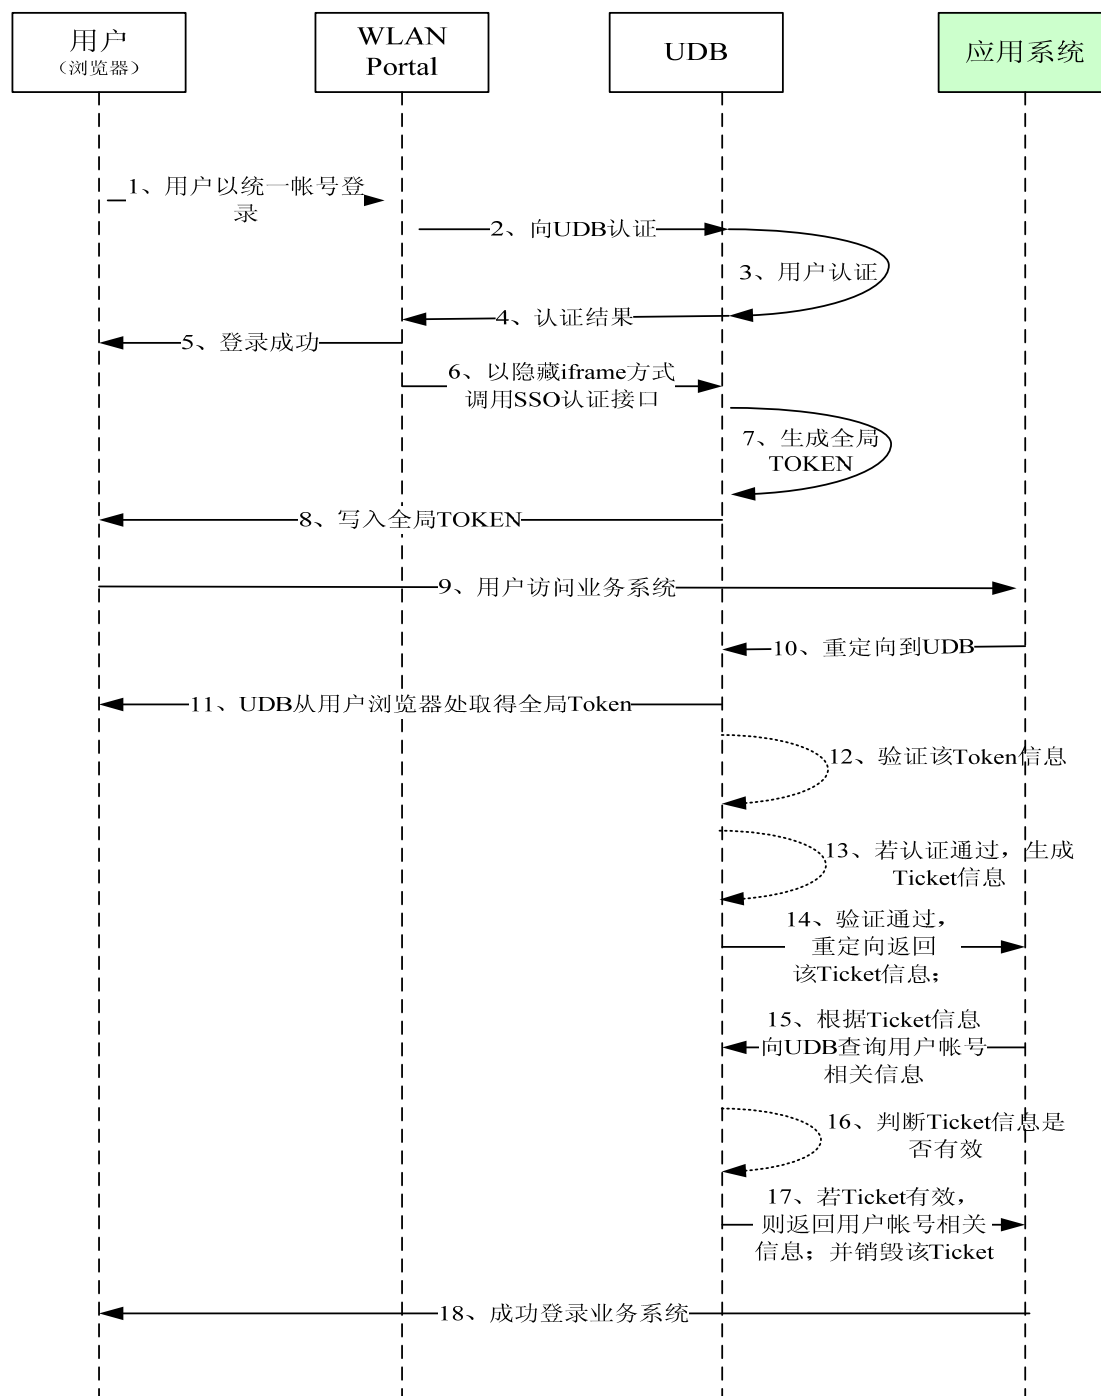 用户
(浏览器)
WLAN
Portal
UDB
应用系统
1、用户以统一帐号登
录
2、向UDB认证
3、用户认证
4、认证结果
5、登录成功
6、以隐藏iframe方式
调用SSO认证接口
7、生成全局
TOKEN
8、写入全局TOKEN
9、用户访问业务系统
10、重定向到UDB
11、UDB从用户浏览器处取得全局Token
12、验证该Token信息
13、若认证通过，生成
Ticket信息
14、验证通过，
重定向返回
该Ticket信息；
15、根据Ticket信息
向UDB查询用户帐号
相关信息
16、判断Ticket信息是
否有效
17、若Ticket有效，
则返回用户帐号相关
信息；并销毁该Ticket
18、成功登录业务系统